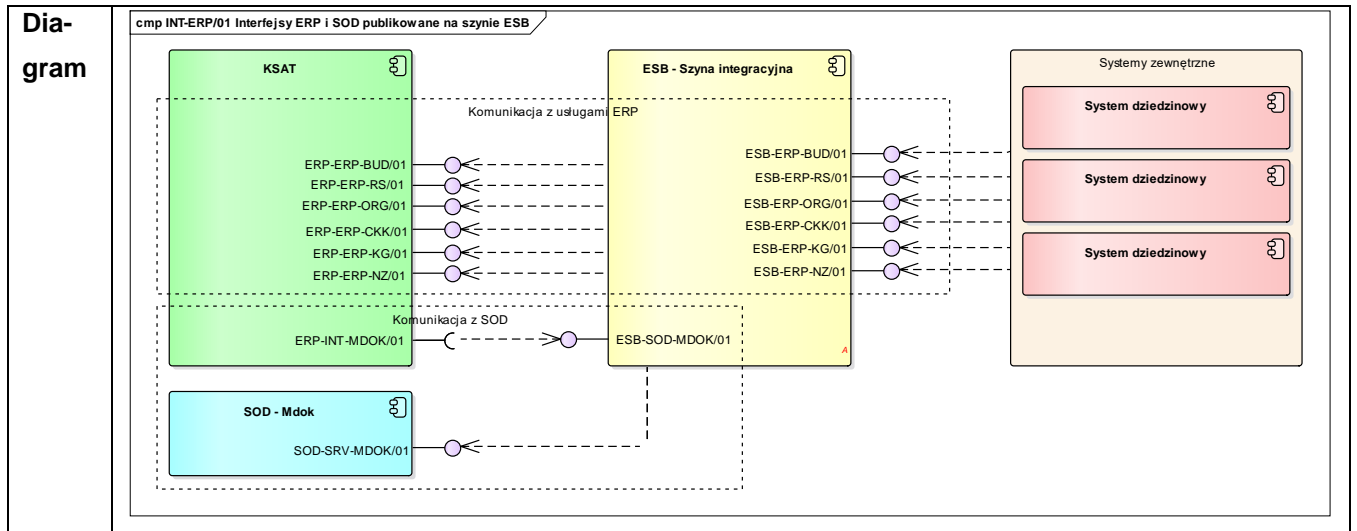 Dia-
gram
cmp INT-ERP/01 Interfejsy ERP i SOD publikowane na szynie ESB
KSAT
ESB - Szyna integracyjna
Systemy zewnętrzne
System dziedzinowy
System dziedzinowy
System dziedzinowy
Komunikacja z usługami ERP
ERP-ERP-BUD/01
ERP-ERP-RS/01
ERP-ERP-ORG/01
ERP-ERP-CKK/01
ERP-ERP-KG/01
ERP-ERP-NZ/01
ESB-ERP-BUD/01
ESB-ERP-RS/01
ESB-ERP-ORG/01
ESB-ERP-CKK/01
ESB-ERP-KG/01
ESB-ERP-NZ/01
Komunikacja z SOD
ERP-INT-MDOK/01
ESB-SOD-MDOK/01
A
SOD - Mdok
SOD-SRV-MDOK/01